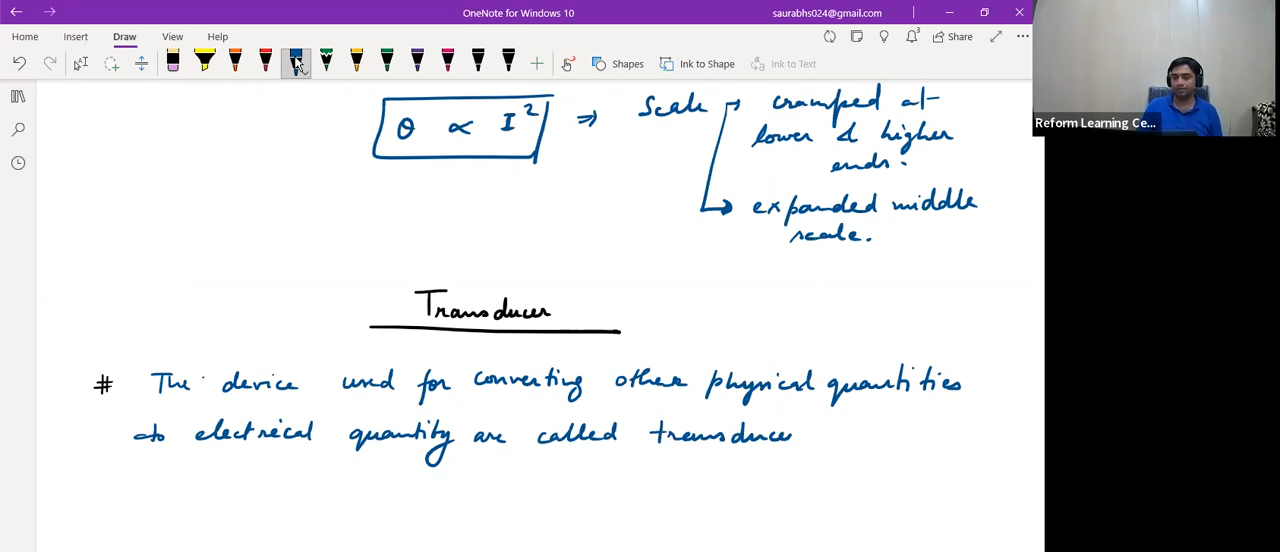 OneNote for Windows 10
saurabhs024@gmail.com
Home Insert Draw View Help
Share
Shapes
Ink to Shape
Ink to Text
θ ∝ I² ⇒ Scale → cramped at
lower & higher
ends.
→ expanded middle
scale.
Transducer
# The device used for converting other physical quantities
to electrical quantity are called transducer
Reform Learning Ce...